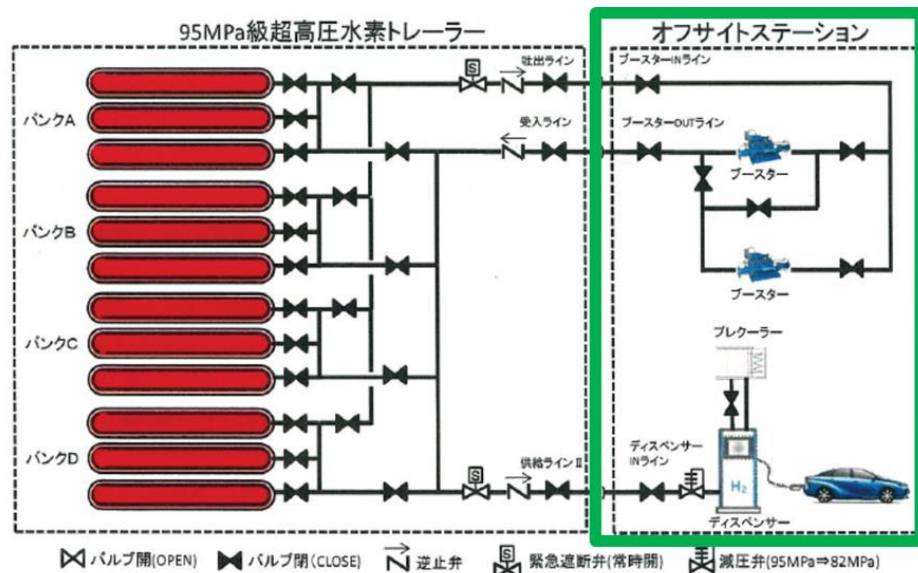 95MPa級超高圧水素トレーラー
オフサイトステーション
吐出ライン
ブースターINライン
バンクA
受入ライン
ブースターOUTライン
ブースター
バンクB
ブースター
バンクC
プレクーラー
バンクD
供給ラインⅡ
ディスペンサー
INライン
H2
ディスペンサー
バルブ開(OPEN)
バルブ閉(CLOSE)
逆止弁
S
緊急遮断弁(常時開)
減圧弁(95MPa⇒82MPa)